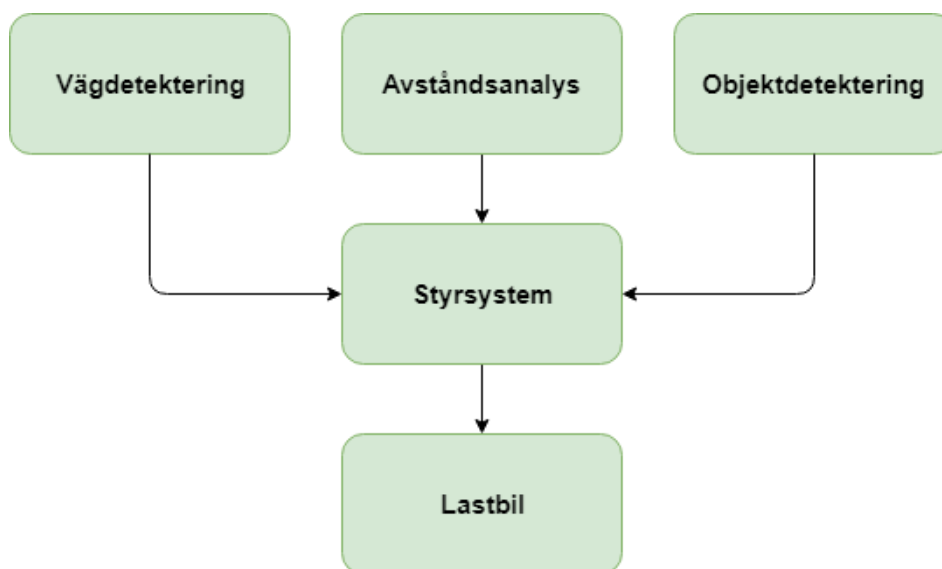 Vägdetektering
Avståndsanalys
Objektdetektering
Styrsystem
Lastbil